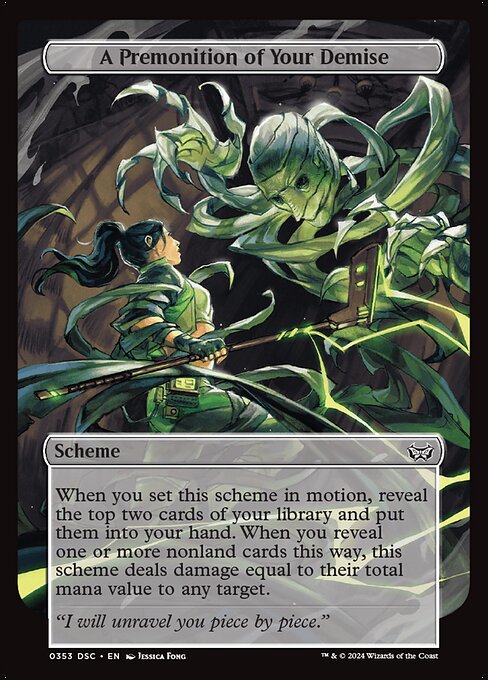 A Premonition of Your Demise
Scheme
When you set this scheme in motion, reveal
the top two cards of your library and put
them into your hand. When you reveal
one or more nonland cards this way, this
scheme deals damage equal to their total
mana value to any target.
“I will unravel you piece by piece.”
0353 DSC • EN Jessica Fong
™ & © 2024 Wizards of the Coast